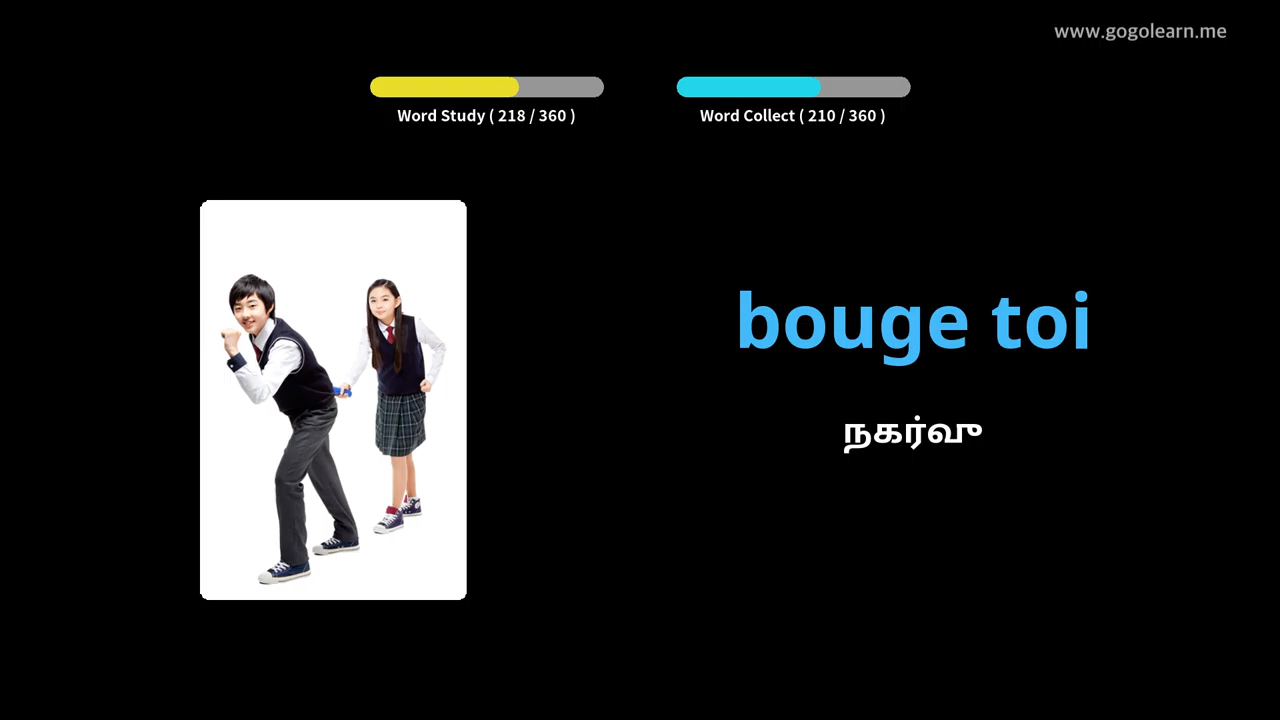 www.gogolearn.me
Word Study ( 218 / 360 )
Word Collect ( 210 / 360 )
bouge toi
நகர்வு